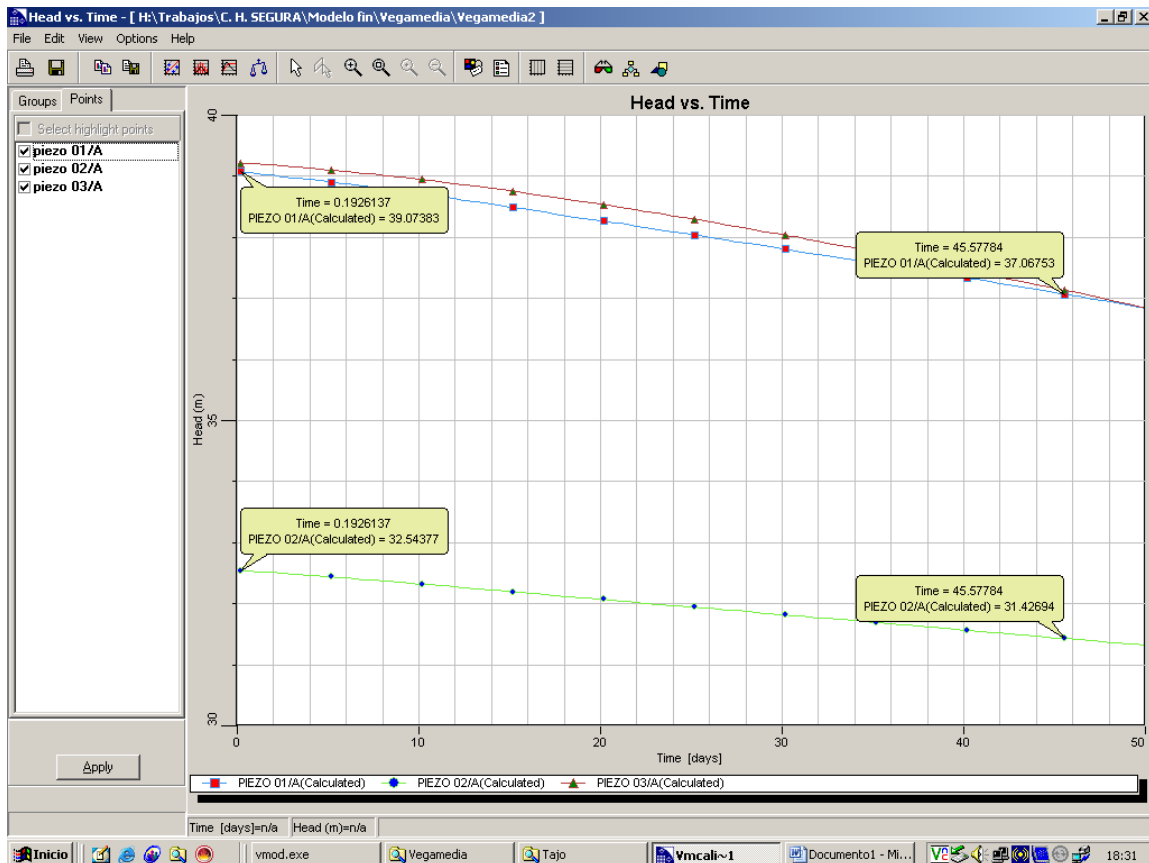 Head vs. Time - [ H:\Trabajos\C. H. SEGURA\Modelo fin\Vegamedia\Vegamedia2 ]
File Edit View Options Help
Groups Points
Select highlight points
piezo 01/A
piezo 02/A
piezo 03/A
Apply
Head vs. Time
40
Time = 0.1926137
PIEZO 01/A(Calculated) = 39.07383
Time = 45.57784
PIEZO 01/A(Calculated) = 37.06753
Head (m)
35
Time = 0.1926137
PIEZO 02/A(Calculated) = 32.54377
Time = 45.57784
PIEZO 02/A(Calculated) = 31.42694
30
0 10 20 30 40 50
Time [days]
PIEZO 01/A(Calculated) PIEZO 02/A(Calculated) PIEZO 03/A(Calculated)
Time [days]=n/a Head (m)=n/a
Inicio vmod.exe Vegamedia Tajo Vmcali~1 Documento1 - Mi... 18:31